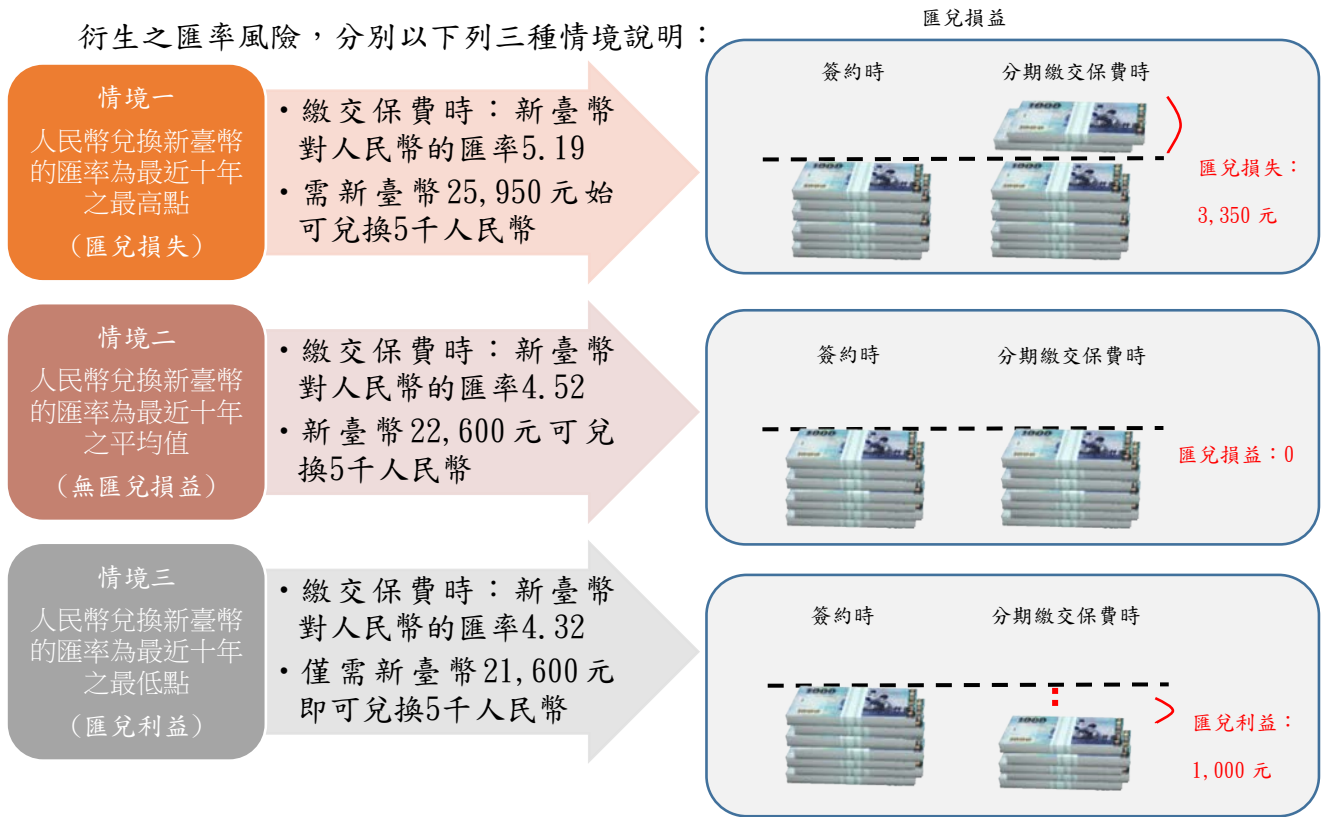 衍生之匯率風險，分別以下列三種情境說明：
匯兌損益
情境一
人民幣兌換新臺幣
的匯率為最近十年
之最高點
（匯兌損失）
・繳交保費時：新臺幣
對人民幣的匯率5.19
・需新臺幣25,950元始
可兌換5千人民幣
簽約時
分期繳交保費時
匯兌損失：
3,350 元
情境二
人民幣兌換新臺幣
的匯率為最近十年
之平均值
（無匯兌損益）
・繳交保費時：新臺幣
對人民幣的匯率4.52
・新臺幣22,600元可兌
換5千人民幣
簽約時
分期繳交保費時
匯兌損益：0
情境三
人民幣兌換新臺幣
的匯率為最近十年
之最低點
（匯兌利益）
・繳交保費時：新臺幣
對人民幣的匯率4.32
・僅需新臺幣21,600元
即可兌換5千人民幣
簽約時
分期繳交保費時
匯兌利益：
1,000 元